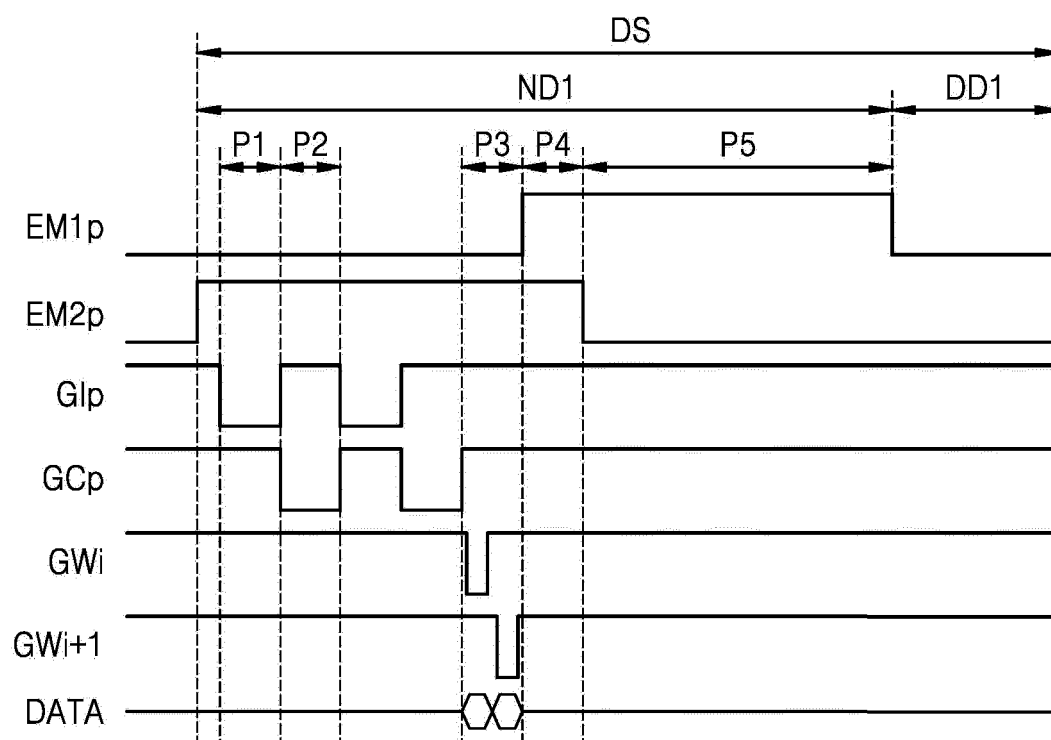 DS
ND1 DD1
P1 P2 P3 P4 P5
EM1p
EM2p
GIp
GCp
GWi
GWi+1
DATA